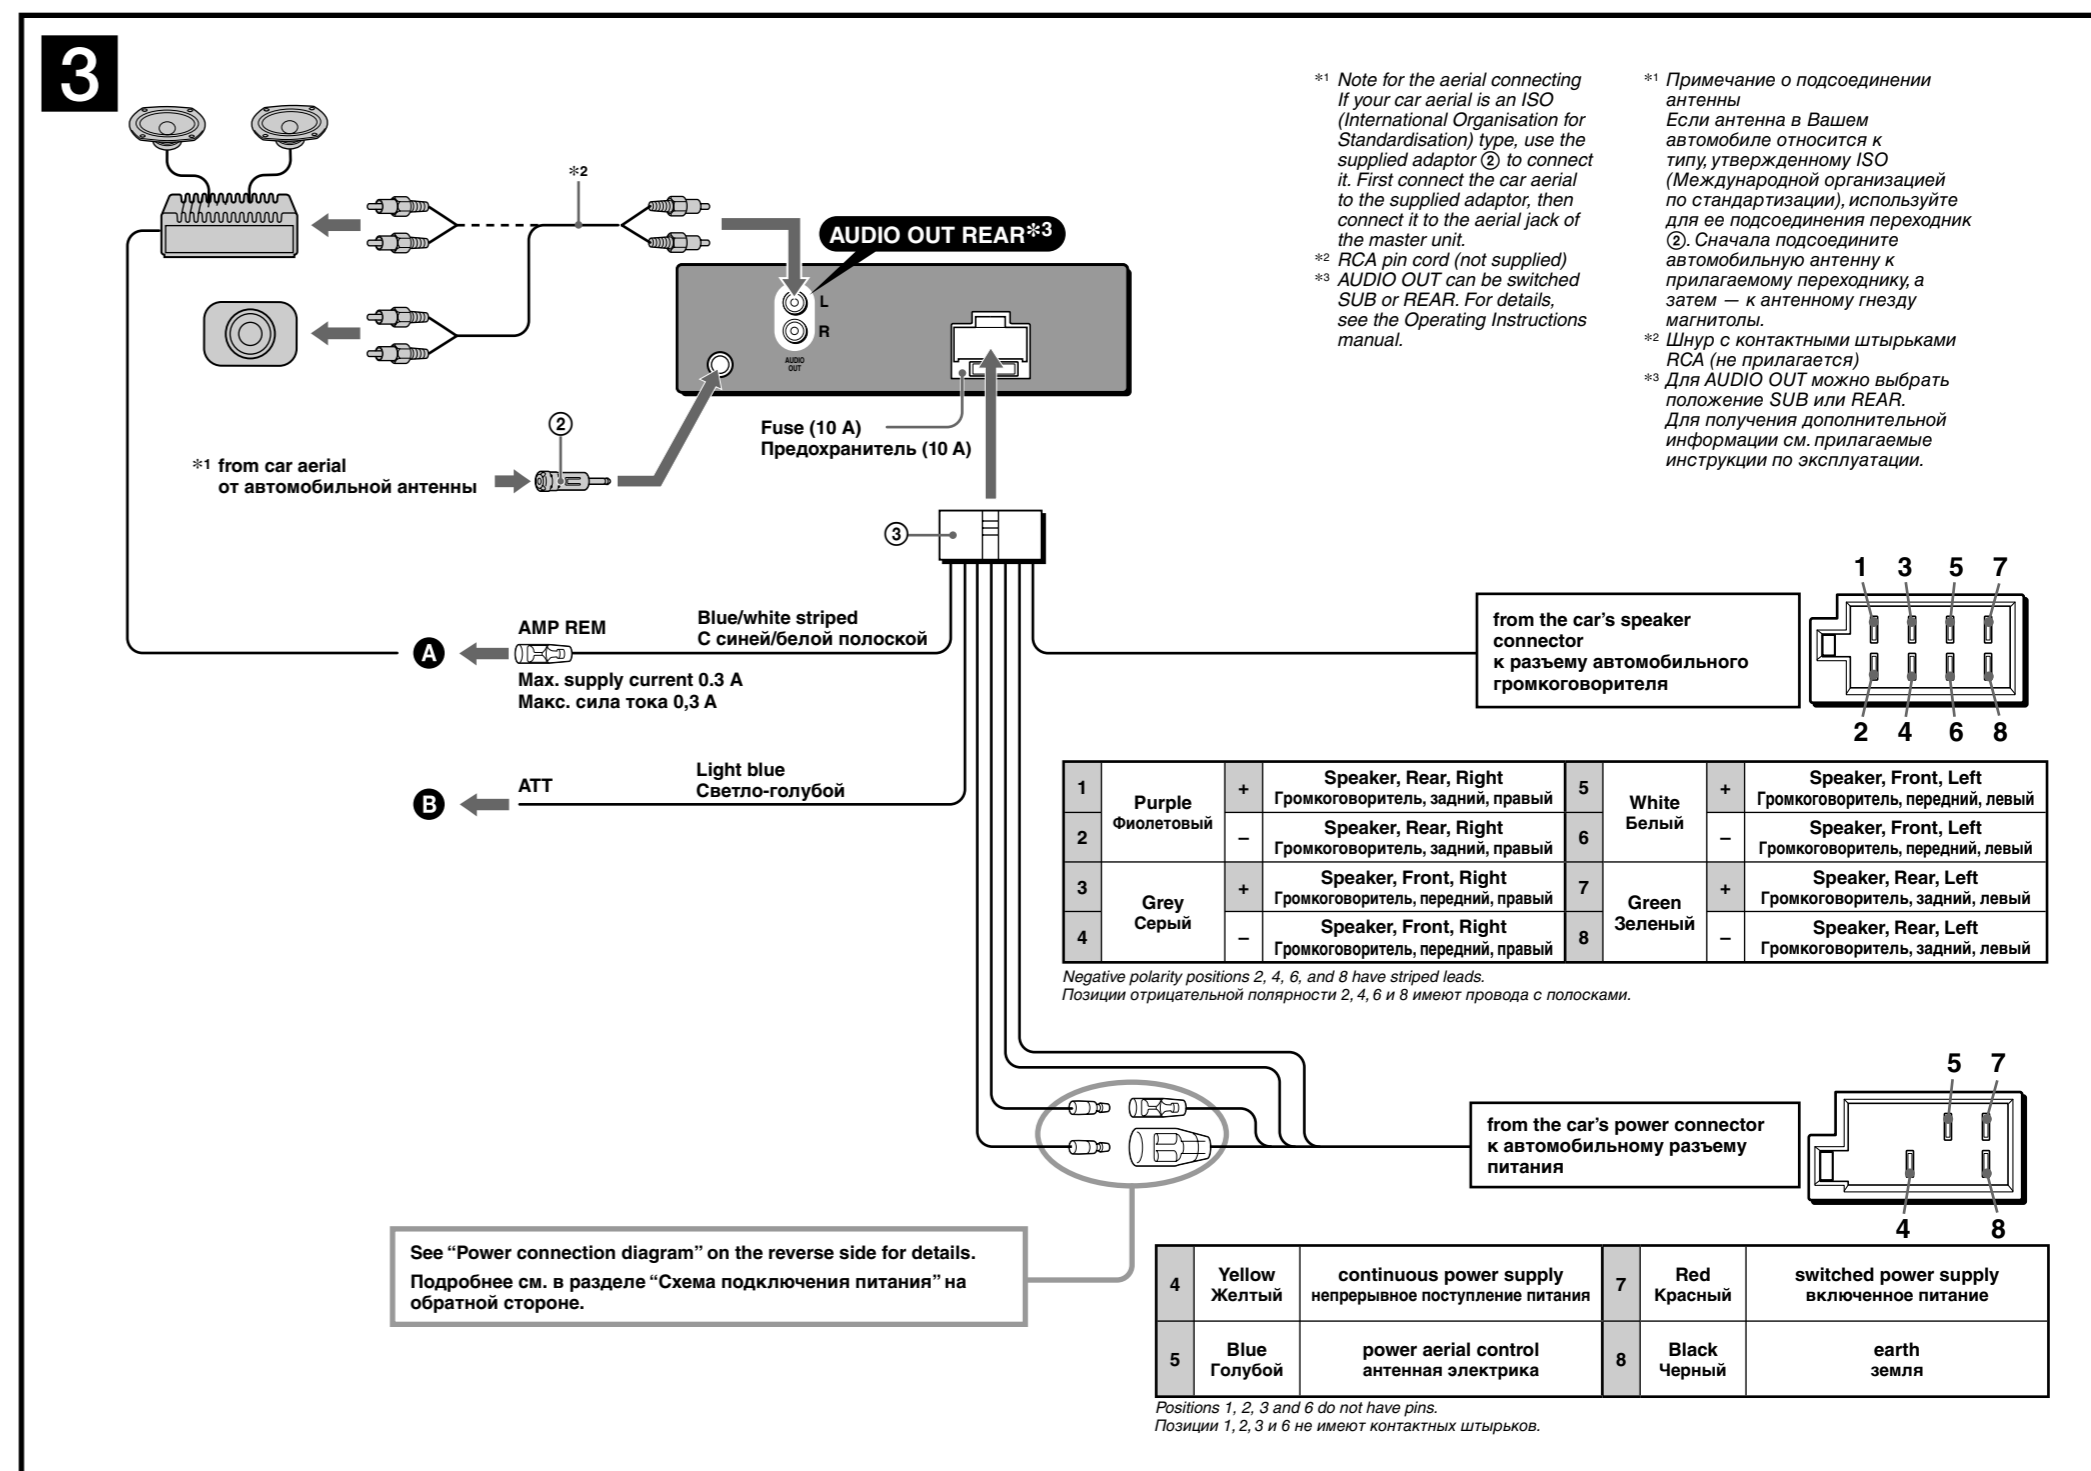 3
*2
AUDIO OUT REAR*3
L
R
AUDIO
OUT
Fuse (10 A)
Предохранитель (10 A)
②
*1 from car aerial
от автомобильной антенны
③
*1 Note for the aerial connecting
If your car aerial is an ISO
(International Organisation for
Standardisation) type, use the
supplied adaptor ② to connect
it. First connect the car aerial
to the supplied adaptor, then
connect it to the aerial jack of
the master unit.
*2 RCA pin cord (not supplied)
*3 AUDIO OUT can be switched
SUB or REAR. For details,
see the Operating Instructions
manual.
*1 Примечание о подсоединении
антенны
Если антенна в Вашем
автомобиле относится к
типу, утвержденному ISO
(Международной организацией
по стандартизации), используйте
для ее подсоединения переходник
②. Сначала подсоедините
автомобильную антенну к
прилагаемому переходнику, а
затем — к антенному гнезду
магнитолы.
*2 Шнур с контактными штырьками
RCA (не прилагается)
*3 Для AUDIO OUT можно выбрать
положение SUB или REAR.
Для получения дополнительной
информации см. прилагаемые
инструкции по эксплуатации.
A
AMP REM
Blue/white striped
С синей/белой полоской
Max. supply current 0.3 A
Макс. сила тока 0,3 A
B
ATT
Light blue
Светло-голубой
from the car's speaker
connector
к разъему автомобильного
громкоговорителя
1 3 5 7
2 4 6 8
1 Purple Фиолетовый + Speaker, Rear, Right Громкоговоритель, задний, правый 5 White Белый + Speaker, Front, Left Громкоговоритель, передний, левый
2 – Speaker, Rear, Right Громкоговоритель, задний, правый 6 – Speaker, Front, Left Громкоговоритель, передний, левый
3 Grey Серый + Speaker, Front, Right Громкоговоритель, передний, правый 7 Green Зеленый + Speaker, Rear, Left Громкоговоритель, задний, левый
4 – Speaker, Front, Right Громкоговоритель, передний, правый 8 – Speaker, Rear, Left Громкоговоритель, задний, левый
Negative polarity positions 2, 4, 6, and 8 have striped leads.
Позиции отрицательной полярности 2, 4, 6 и 8 имеют провода с полосками.
from the car's power connector
к автомобильному разъему
питания
5 7
4 8
See “Power connection diagram” on the reverse side for details.
Подробнее см. в разделе “Схема подключения питания” на
обратной стороне.
4 Yellow Желтый continuous power supply непрерывное поступление питания 7 Red Красный switched power supply включенное питание
5 Blue Голубой power aerial control антенная электрика 8 Black Черный earth земля
Positions 1, 2, 3 and 6 do not have pins.
Позиции 1, 2, 3 и 6 не имеют контактных штырьков.